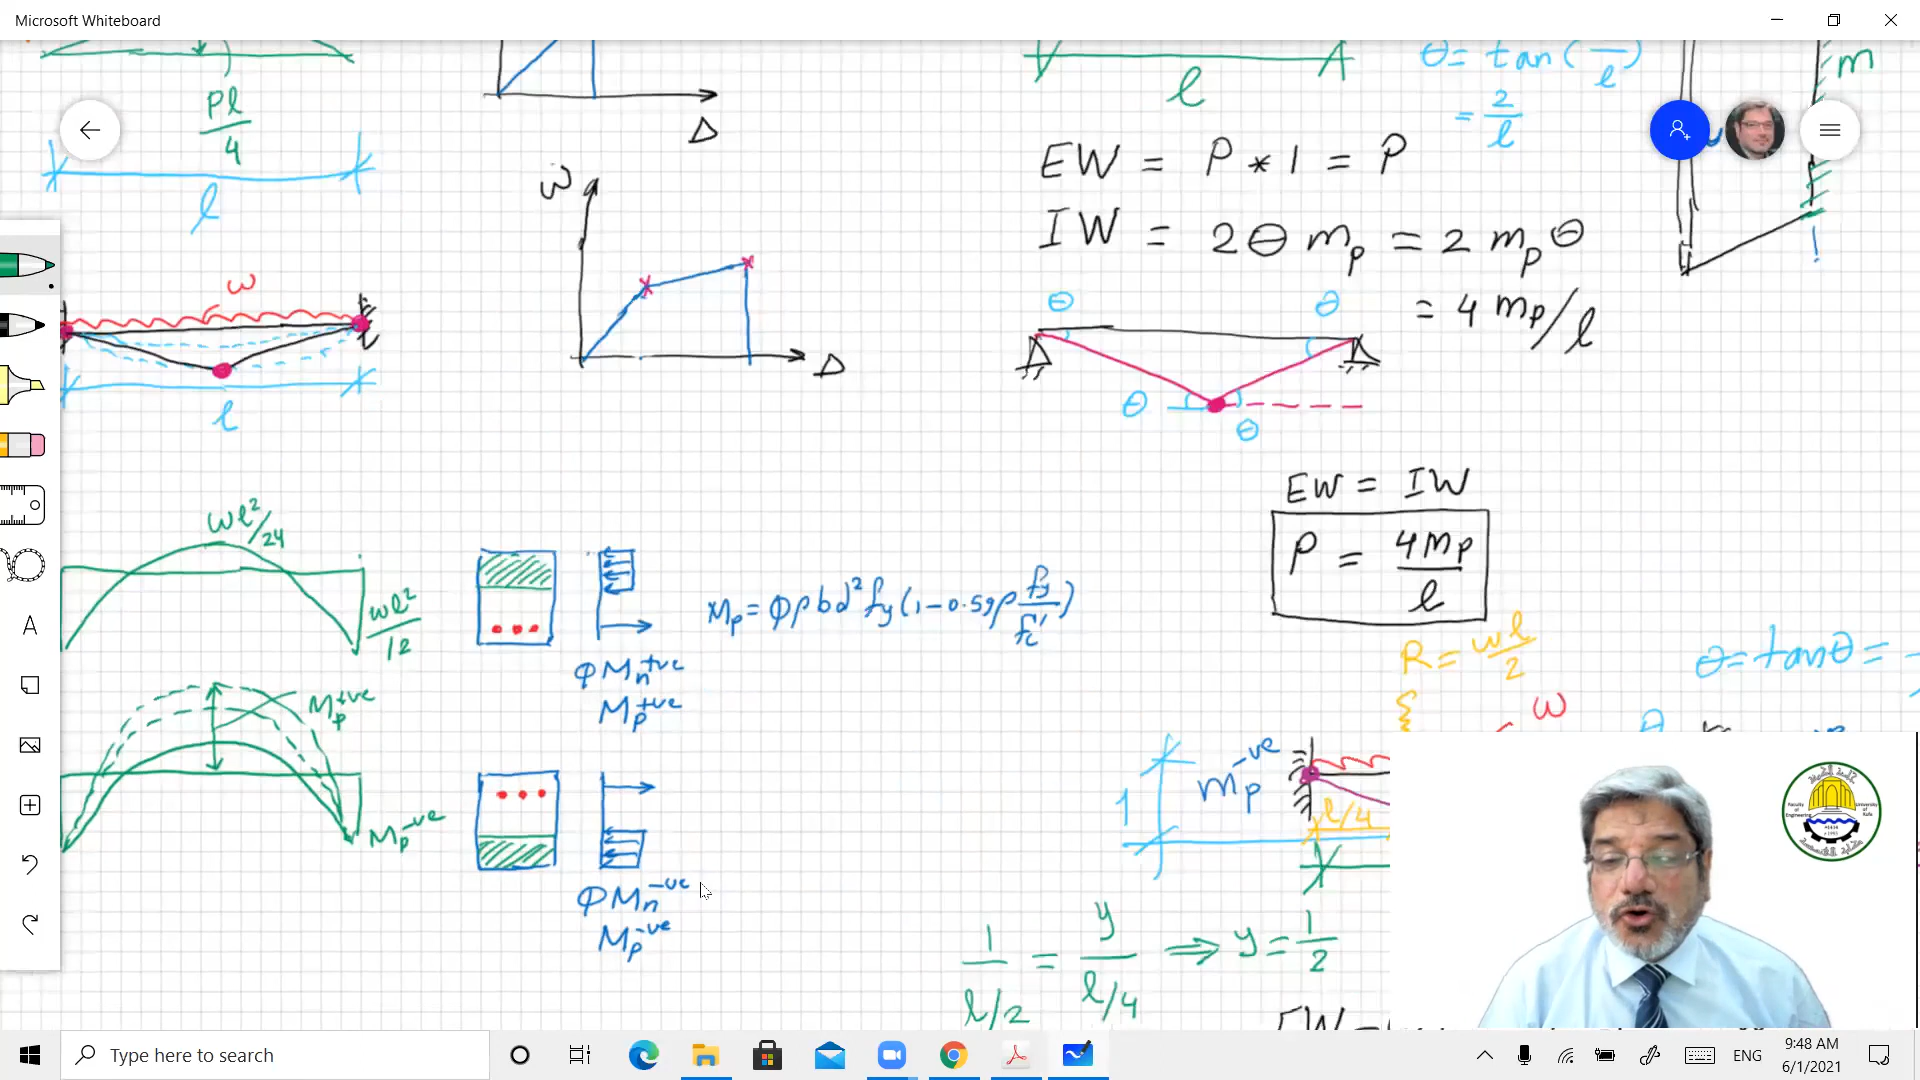 Microsoft Whiteboard
Pl/4
Δ
l
l
θ = tan( /l)
= 2/l
m
EW = P * 1 = P
IW = 2θ mp = 2 mp θ
= 4 mp/l
W
Δ
w
l
θ
θ
θ
θ
EW = IW
P = 4Mp/l
wl²/24
wl²/12
Mp = φρbd²fy(1-0.59ρ fy/fc')
φMn+ve
Mp+ve
Mp+ve
Mp-ve
φMn-ve
Mp-ve
R = wl/2
θ = tanθ =
w
θ
1
mp-ve
l/4
1/l/2 = y/l/4 ⇒ y = 1/2
EW =
A
Type here to search
ENG
9:48 AM
6/1/2021